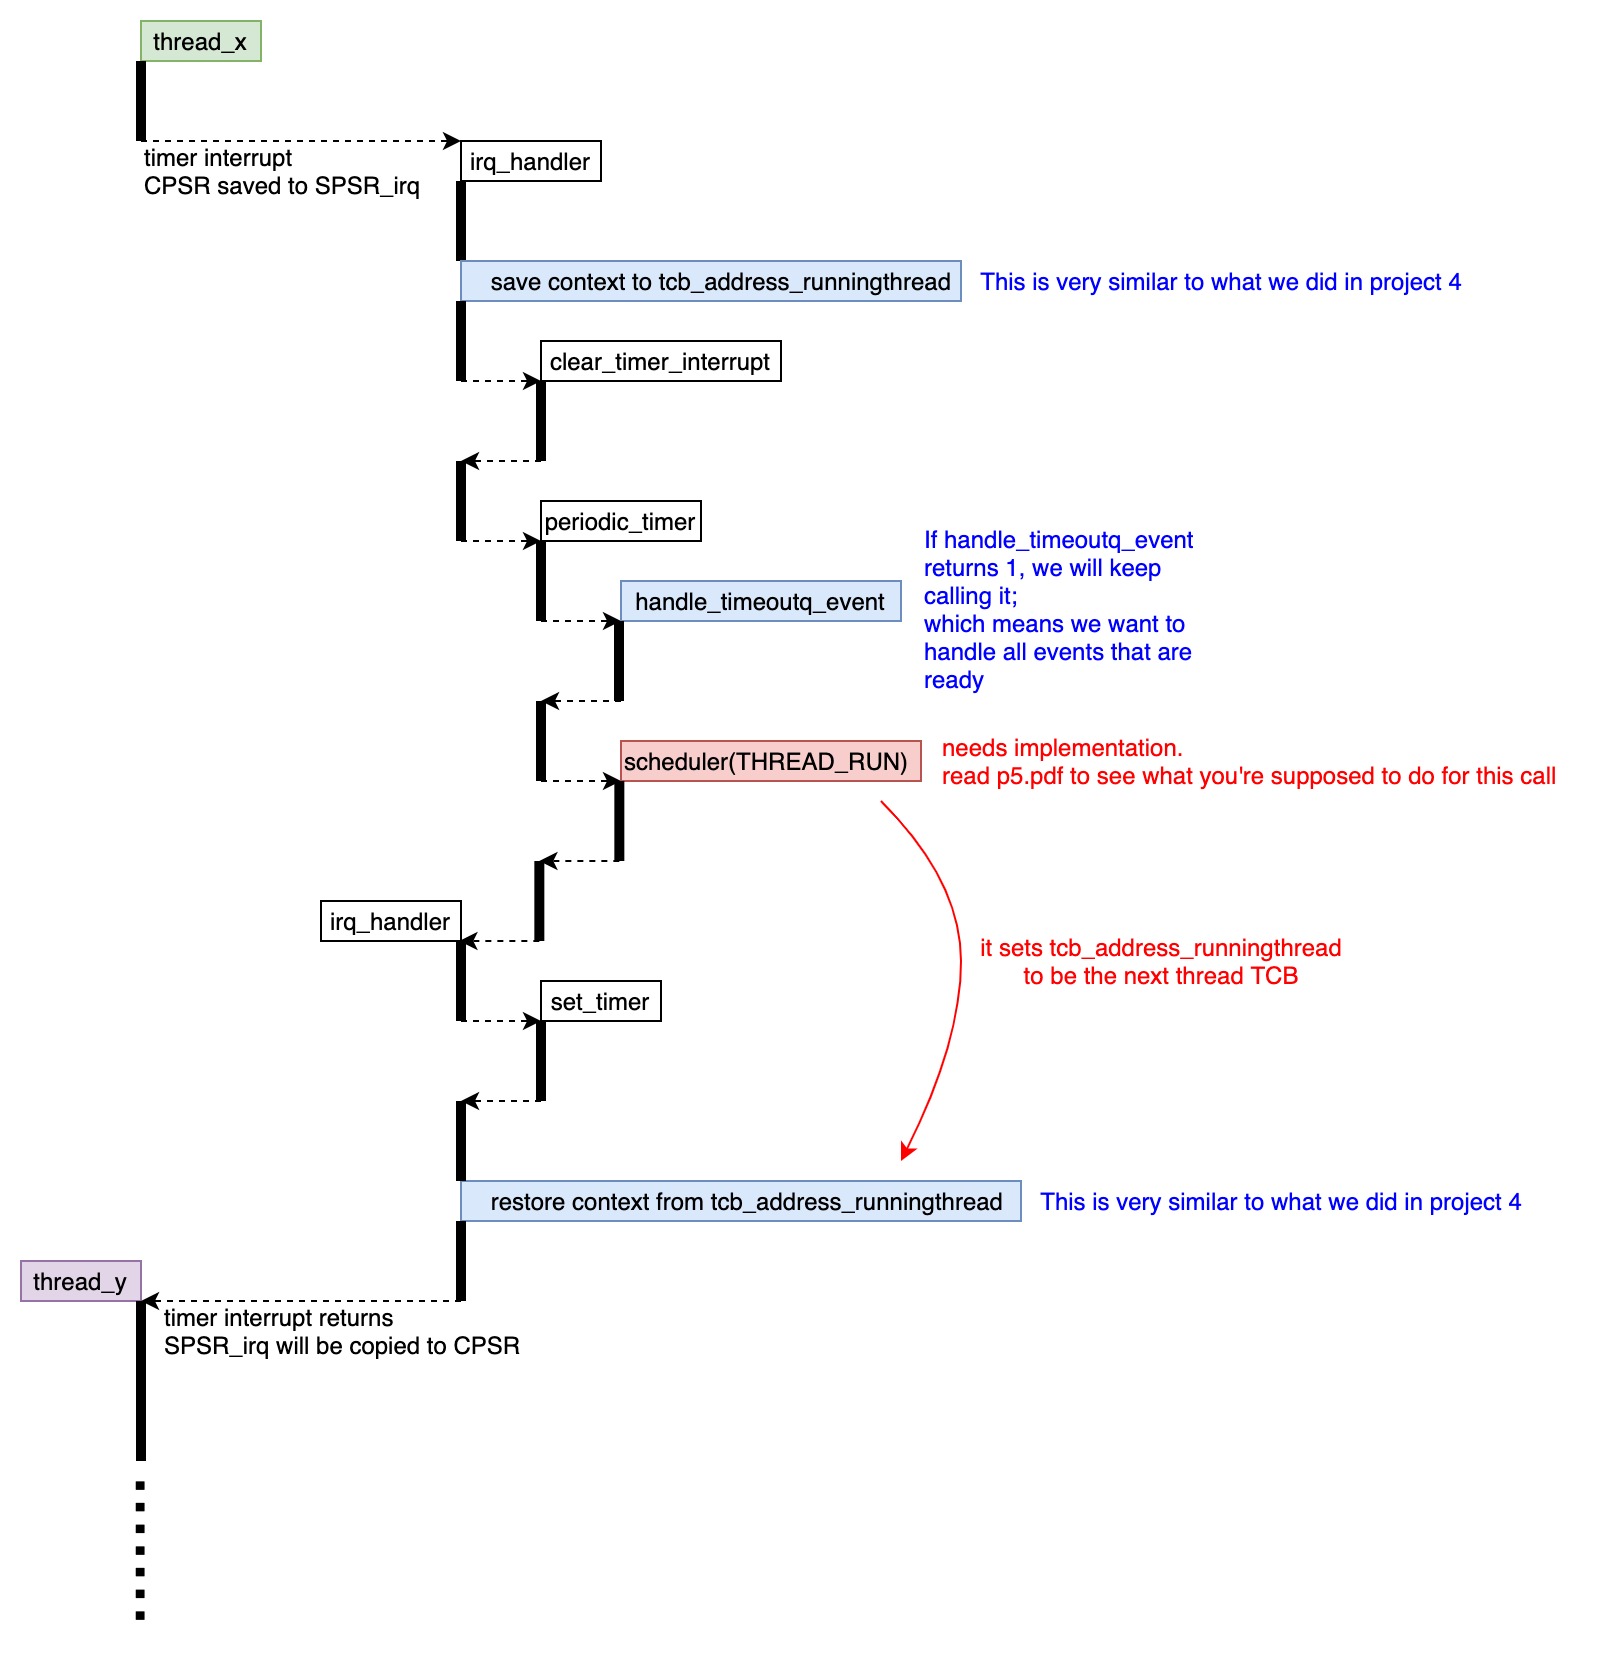 thread_x
timer interrupt
CPSR saved to SPSR_irq
irq_handler
save context to tcb_address_runningthread
This is very similar to what we did in project 4
clear_timer_interrupt
periodic_timer
If handle_timeoutq_event
returns 1, we will keep
calling it;
which means we want to
handle all events that are
ready
handle_timeoutq_event
scheduler(THREAD_RUN)
needs implementation.
read p5.pdf to see what you're supposed to do for this call
irq_handler
it sets tcb_address_runningthread
to be the next thread TCB
set_timer
restore context from tcb_address_runningthread
This is very similar to what we did in project 4
thread_y
timer interrupt returns
SPSR_irq will be copied to CPSR